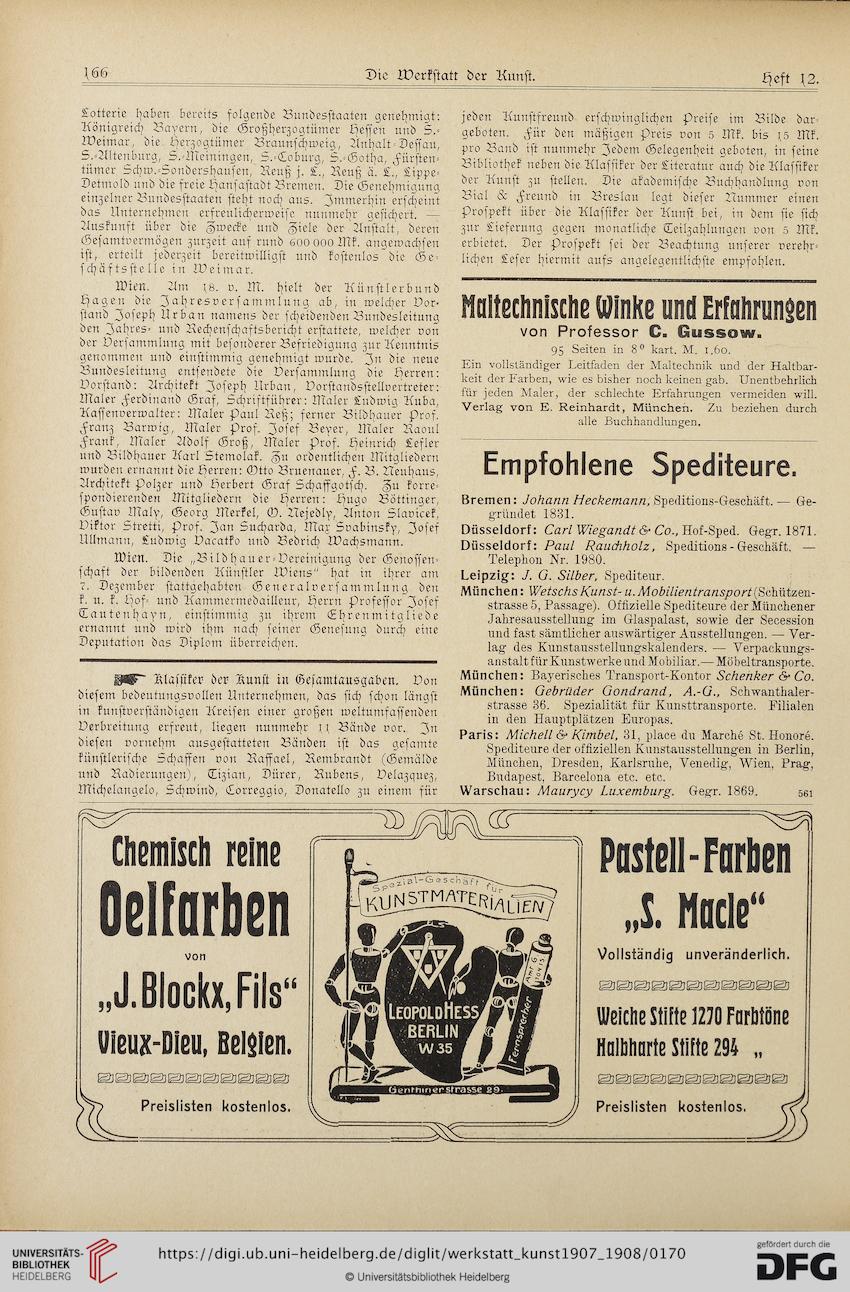 166
Die Werkstatt der Kunst.
Heft 12.
Lotterie haben bereits folgende Bundesstaaten genehmigt:
Königreich Bayern, die Großherzogtümer Hessen und S.-
Weimar, die Herzogtümer Braunschweig, Anhalt-Dessau,
S.-Altenburg, S.-Meiningen, S.-Coburg, S.-Gotha, Fürsten-
tümer Schw.-Sondershausen, Reuß j. L., Reuß ä. L., Lippe-
Detmold und die freie Hansastadt Bremen. Die Genehmigung
einzelner Bundesstaaten steht noch aus. Immerhin erscheint
das Unternehmen erfreulicherweise nunmehr gesichert. —
Auskunft über die Zwecke und Ziele der Anstalt, deren
Gesamtvermögen zurzeit auf rund 600 000 Mk. angewachsen
ist, erteilt jederzeit bereitwilligst und kostenlos die Ge-
schäftsstelle in Weimar.
Wien. Am 18. v. M. hielt der Künstlerbund
Hagen die Jahresversammlung ab, in welcher Vor-
stand Joseph Urban namens der scheidenden Bundesleitung
den Jahres- und Rechenschaftsbericht erstattete, welcher von
der Versammlung mit besonderer Befriedigung zur Kenntnis
genommen und einstimmig genehmigt wurde. In die neue
Bundesleitung entsendete die Versammlung die Herren:
Vorstand: Architekt Joseph Urban, Vorstandsstellvertreter:
Maler Ferdinand Graf, Schriftführer: Maler Ludwig Kuba,
Kassenverwalter: Maler Paul Reß; ferner Bildhauer Prof.
Franz Barwig, Maler Prof. Josef Beyer, Maler Raoul
Frank, Maler Adolf Groß, Maler Prof. Heinrich Lefler
und Bildhauer Karl Stemolak. Zu ordentlichen Mitgliedern
wurden ernannt die Herren: Otto Bruenauer, F. B. Neuhaus,
Architekt Polzer und Herbert Graf Schaffgotsch. Zu korre-
spondierenden Mitgliedern die Herren: Hugo Böttinger,
Gustav Maly, Georg Merkel, O. Nejedly, Anton Slavicek,
Viktor Stretti, Prof. Jan Sucharda, Max Svabinsky, Josef
Ullmann, Ludwig Vacatko und Bedrich Wachsmann.
Wien. Die „Bildhauer-Vereinigung der Genossen-
schaft der bildenden Künstler Wiens“ hat in ihrer am
7. Dezember stattgehabten Generalversammlung den
k. u. k. Hof- und Kammermedailleur, Herrn Professor Josef
Tautenhayn, einstimmig zu ihrem Ehrenmitgliede
ernannt und wird ihm nach seiner Genesung durch eine
Deputation das Diplom überreichen.
☛ Klassiker der Kunst in Gesamtausgaben. Von
diesem bedeutungsvollen Unternehmen, das sich schon längst
in kunstverständigen Kreisen einer großen weltumfassenden
Verbreitung erfreut, liegen nunmehr 11 Bände vor. In
diesen vornehm ausgestatteten Bänden ist das gesamte
künstlerische Schaffen von Raffael, Rembrandt (Gemälde
und Radierungen), Tizian, Dürer, Rubens, Velazquez,
Michelangelo, Schwind, Correggio, Donatello zu einem für
jeden Kunstfreund erschwinglichen Preise im Bilde dar-
geboten. Für den mäßigen Preis von 5 Mk. bis 15 Mk.
pro Band ist nunmehr Jedem Gelegenheit geboten, in seine
Bibliothek neben die Klassiker der Literatur auch die Klassiker
der Kunst zu stellen. Die akademische Buchhandlung von
Bial & Freund in Breslau legt dieser Nummer einen
Prospekt über die Klassiker der Kunst bei, in dem sie sich
zur Lieferung gegen monatliche Teilzahlungen von 5 Mk.
erbietet. Der Prospekt sei der Beachtung unserer verehr-
lichen Leser hiermit aufs angelegentlichste empfohlen.
Maltechnische Winke und Erfahrungen
von Professor C. Gussow.
95 Seiten in 8⁰ kart. M. 1,60.
Ein vollständiger Leitfaden der Maltechnik und der Haltbar-
keit der Farben, wie es bisher noch keinen gab. Unentbehrlich
für jeden Maler, der schlechte Erfahrungen vermeiden will.
Verlag von E. Reinhardt, München. Zu beziehen durch
alle Buchhandlungen.
Empfohlene Spediteure.
Bremen: Johann Heckemann, Speditions-Geschäft. — Ge-
gründet 1831.
Düsseldorf: Carl Wiegandt & Co., Hof-Sped. Gegr. 1871.
Düsseldorf: Paul Rauchholz, Speditions-Geschäft. —
Telephon Nr. 1980.
Leipzig: J. G. Silber, Spediteur.
München: Wetschs Kunst- u. Mobilientransport (Schützen-
strasse 5, Passage). Offizielle Spediteure der Münchener
Jahresausstellung im Glaspalast, sowie der Secession
und fast sämtlicher auswärtiger Ausstellungen. — Ver-
lag des Kunstausstellungskalenders. — Verpackungs-
anstalt für Kunstwerke und Mobiliar. — Möbeltransporte.
München: Bayerisches Transport-Kontor Schenker & Co.
München: Gebrüder Gondrand, A.-G., Schwanthaler-
strasse 36. Spezialität für Kunsttransporte. Filialen
in den Hauptplätzen Europas.
Paris: Michell & Kimbel, 31, place du Marché St. Honoré.
Spediteure der offiziellen Kunstausstellungen in Berlin,
München, Dresden, Karlsruhe, Venedig, Wien, Prag,
Budapest, Barcelona etc. etc.
Warschau: Maurycy Luxemburg. Gegr. 1869. 561
Chemisch reine
Oelfarben
von
„J. Blockx, Fils“
Vieux-Dieu, Belgien.
Preislisten kostenlos.
Spezial-Geschäft für
KUNSTMATERIALIEN
LEOPOLD HESS
BERLIN
W 35
Fernsprecher
Amt 6
10415
Genthinerstrasse 29.
Pastell-Farben
„S. Macle“
Vollständig unveränderlich.
Weiche Stifte 1270 Farbtöne
Halbharte Stifte 294 „
Preislisten kostenlos.
UNIVERSITÄTS-
BIBLIOTHEK
HEIDELBERG
https://digi.ub.uni-heidelberg.de/diglit/werkstatt_kunst1907_1908/0170
© Universitätsbibliothek Heidelberg
gefördert durch die
DFG